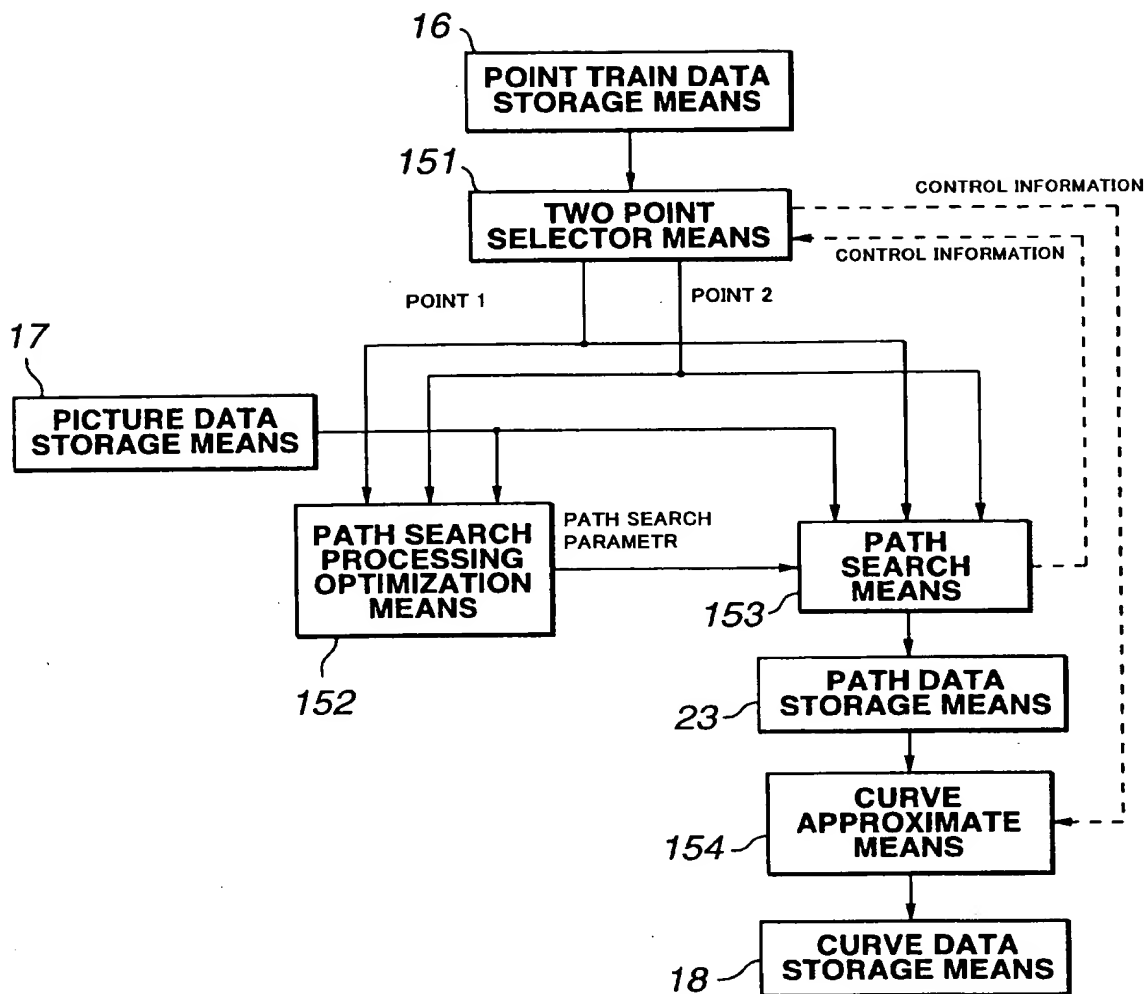 16
POINT TRAIN DATA
STORAGE MEANS
151
TWO POINT
SELECTOR MEANS
CONTROL INFORMATION
CONTROL INFORMATION
POINT 1
POINT 2
17
PICTURE DATA
STORAGE MEANS
PATH SEARCH
PROCESSING
OPTIMIZATION
MEANS
152
PATH SEARCH
PARAMETR
PATH
SEARCH
MEANS
153
PATH DATA
STORAGE MEANS
23
CURVE
APPROXIMATE
MEANS
154
CURVE DATA
STORAGE MEANS
18